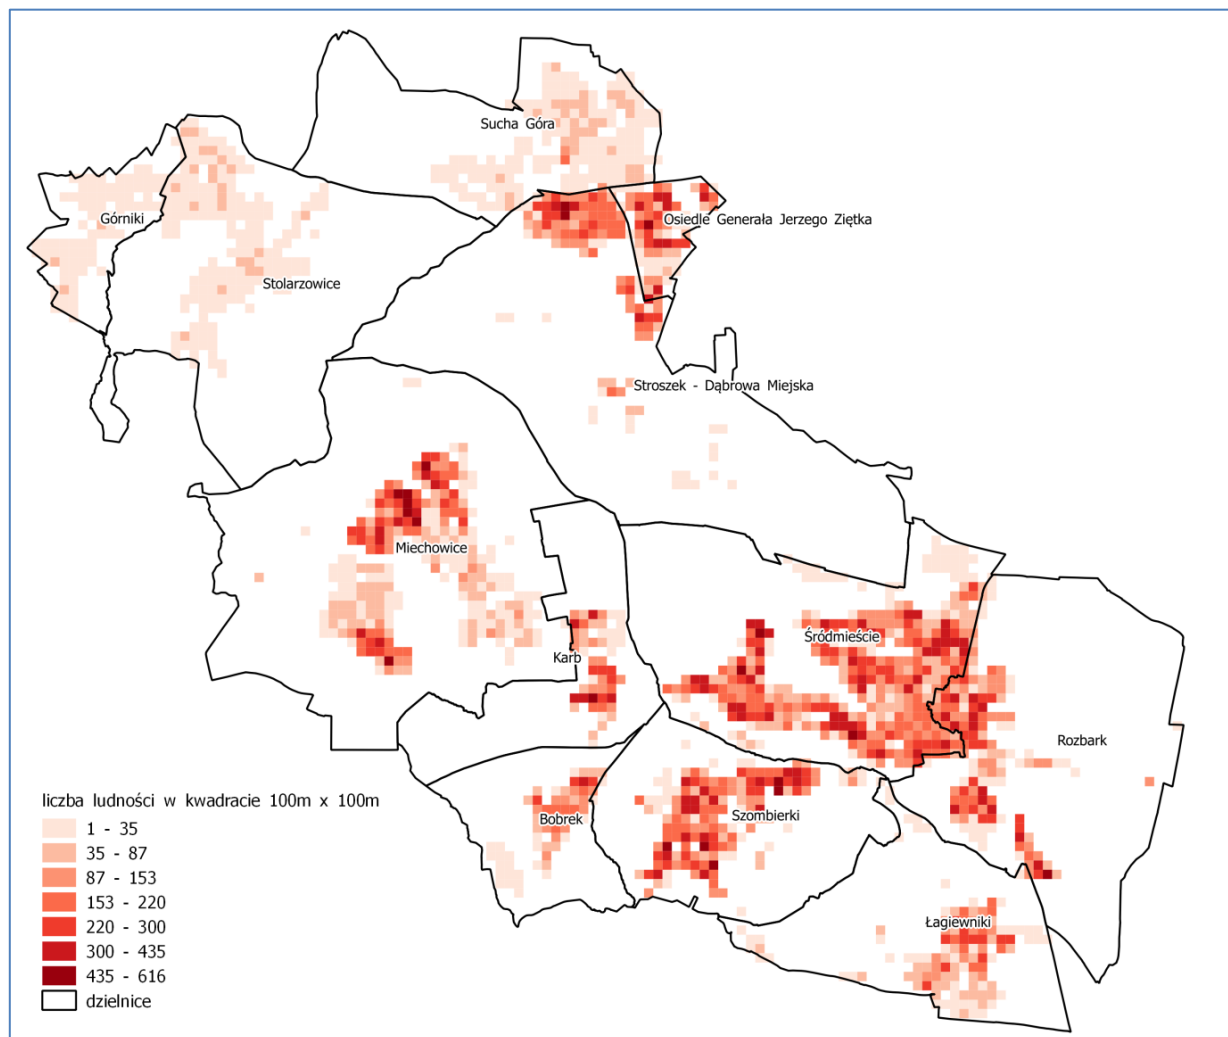 Sucha Góra
Górniki
Osiedle Generała Jerzego Ziętka
Stolarzowice
Stroszek - Dąbrowa Miejska
Miechowice
Śródmieście
Karb
Rozbark
liczba ludności w kwadracie 100m x 100m
Bobrek
Szombierki
1 - 35
35 - 87
87 - 153
153 - 220
220 - 300
300 - 435
435 - 616
dzielnice
Łagiewniki